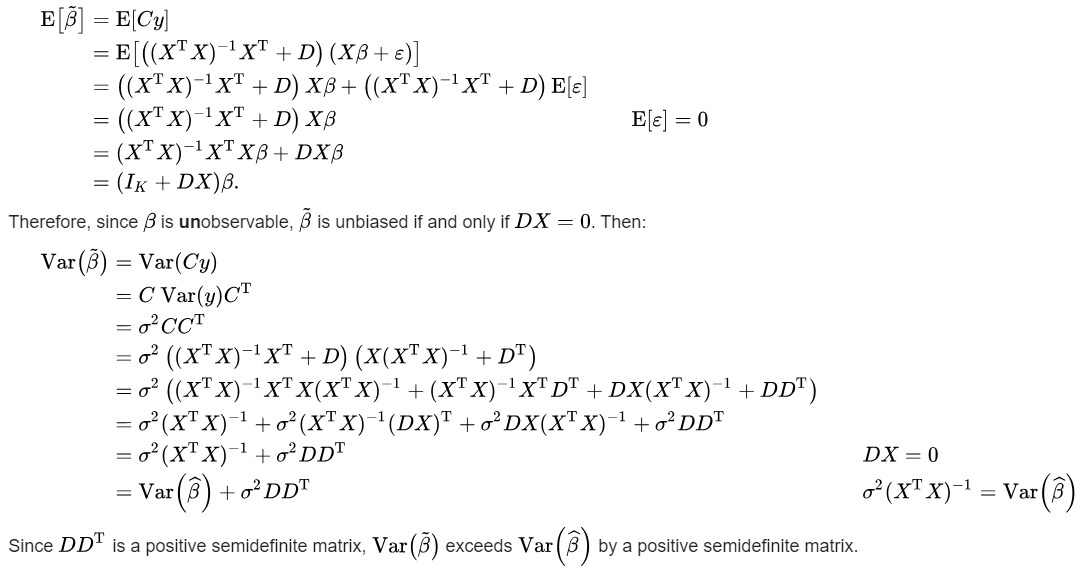 E[β̃] = E[Cy]
= E[((XᵀX)⁻¹Xᵀ + D) (Xβ + ε)]
= ((XᵀX)⁻¹Xᵀ + D) Xβ + ((XᵀX)⁻¹Xᵀ + D) E[ε]
= ((XᵀX)⁻¹Xᵀ + D) Xβ E[ε] = 0
= (XᵀX)⁻¹XᵀXβ + DXβ
= (I_K + DX)β.
Therefore, since β is unobservable, β̃ is unbiased if and only if DX = 0. Then:
Var(β̃) = Var(Cy)
= C Var(y)Cᵀ
= σ²CCᵀ
= σ² ((XᵀX)⁻¹Xᵀ + D) (X(XᵀX)⁻¹ + Dᵀ)
= σ² ((XᵀX)⁻¹XᵀX(XᵀX)⁻¹ + (XᵀX)⁻¹XᵀDᵀ + DX(XᵀX)⁻¹ + DDᵀ)
= σ²(XᵀX)⁻¹ + σ²(XᵀX)⁻¹(DX)ᵀ + σ²DX(XᵀX)⁻¹ + σ²DDᵀ
= σ²(XᵀX)⁻¹ + σ²DDᵀ DX = 0
= Var(β̂) + σ²DDᵀ σ²(XᵀX)⁻¹ = Var(β̂)
Since DDᵀ is a positive semidefinite matrix, Var(β̃) exceeds Var(β̂) by a positive semidefinite matrix.